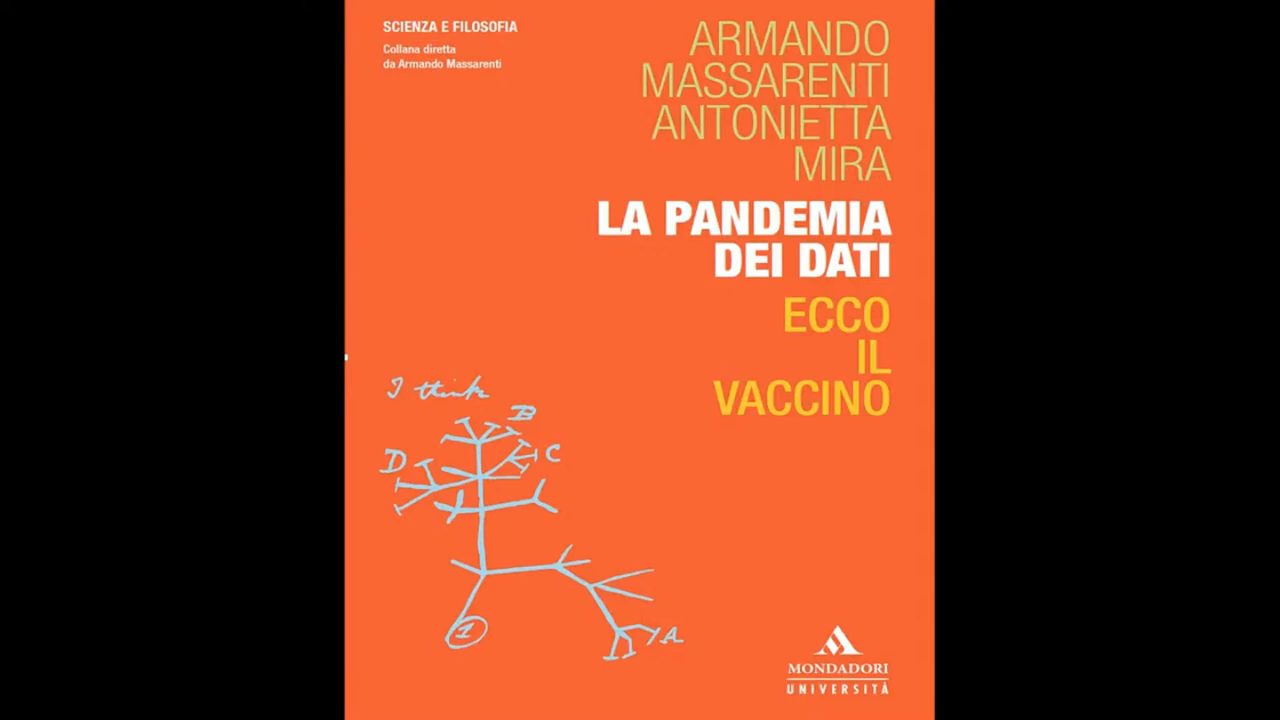 SCIENZA E FILOSOFIA
Collana diretta
da Armando Massarenti
ARMANDO
MASSARENTI
ANTONIETTA
MIRA
LA PANDEMIA
DEI DATI
ECCO
IL
VACCINO
I think
B
D
C
1
A
MONDADORI
UNIVERSITÀ